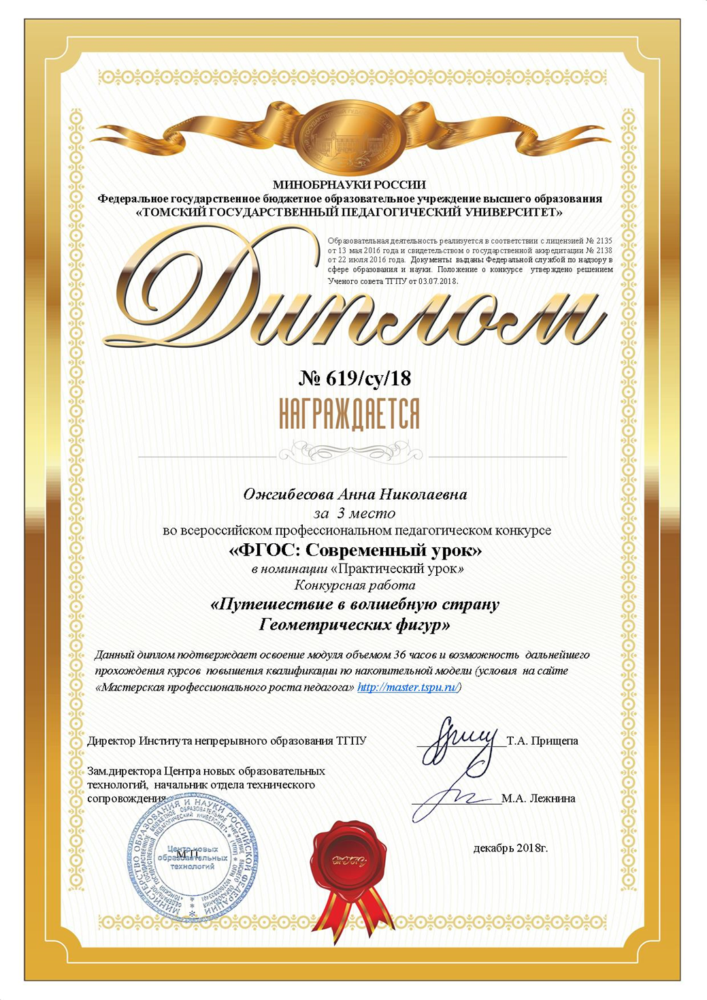 МИНОБРНАУКИ РОССИИ
Федеральное государственное бюджетное образовательное учреждение высшего образования
«ТОМСКИЙ ГОСУДАРСТВЕННЫЙ ПЕДАГОГИЧЕСКИЙ УНИВЕРСИТЕТ»
Образовательная деятельность реализуется в соответствии с лицензией № 2135
от 13 мая 2016 года и свидетельством о государственной аккредитации № 2138
от 22 июля 2016 года. Документы выданы Федеральной службой по надзору в
сфере образования и науки. Положение о конкурсе утверждено решением
Ученого совета ТГПУ от 03.07.2018.
Диплом
№ 619/су/18
НАГРАЖДАЕТСЯ
Ожгибесова Анна Николаевна
за 3 место
во всероссийском профессиональном педагогическом конкурсе
«ФГОС: Современный урок»
в номинации «Практический урок»
Конкурсная работа
«Путешествие в волшебную страну
Геометрических фигур»
Данный диплом подтверждает освоение модуля объемом 36 часов и возможность дальнейшего
прохождения курсов повышения квалификации по накопительной модели (условия на сайте
«Мастерская профессионального роста педагога» http://master.tspu.ru/)
Директор Института непрерывного образования ТГПУ Т.А. Прищепа
Зам.директора Центра новых образовательных
технологий, начальник отдела технического
сопровождения М.А. Лежнина
МИНИСТЕРСТВО ОБРАЗОВАНИЯ И НАУКИ РОССИЙСКОЙ ФЕДЕРАЦИИ
М.П.
Центр новых
образовательных
технологий
декабрь 2018г.